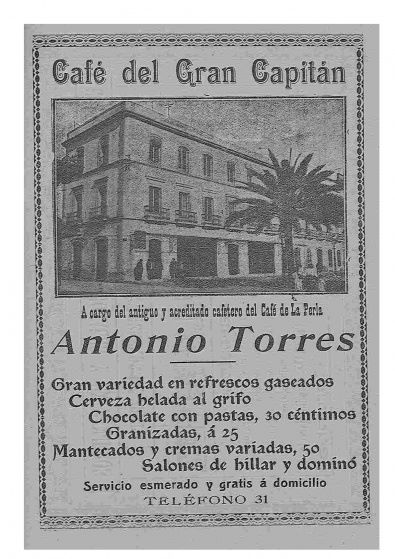 Café del Gran Capitán
A cargo del antiguo y acreditado cafetero del Café de La Perla
Antonio Torres
Gran variedad en refrescos gaseados
Cerveza helada al grifo
Chocolate con pastas, 30 céntimos
Granizadas, á 25
Mantecados y cremas variadas, 50
Salones de billar y dominó
Servicio esmerado y gratis á domicilio
TELÉFONO 31